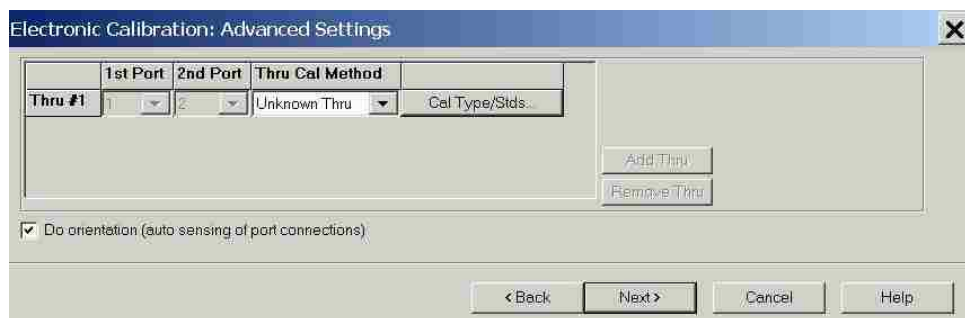 Electronic Calibration: Advanced Settings
1st Port 2nd Port Thru Cal Method
Thru #1 1 2 Unknown Thru Cal Type/Stds...
Add Thru
Remove Thru
Do orientation (auto sensing of port connections)
< Back Next > Cancel Help